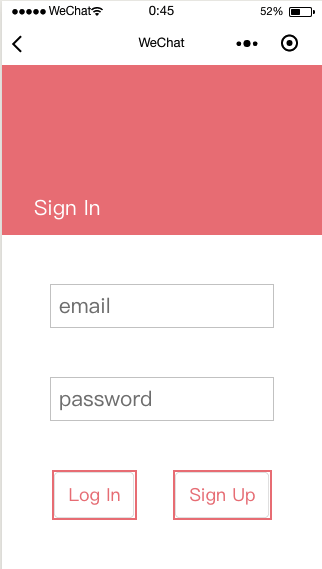 WeChat 0:45 52%
WeChat
Sign In
email
password
Log In Sign Up